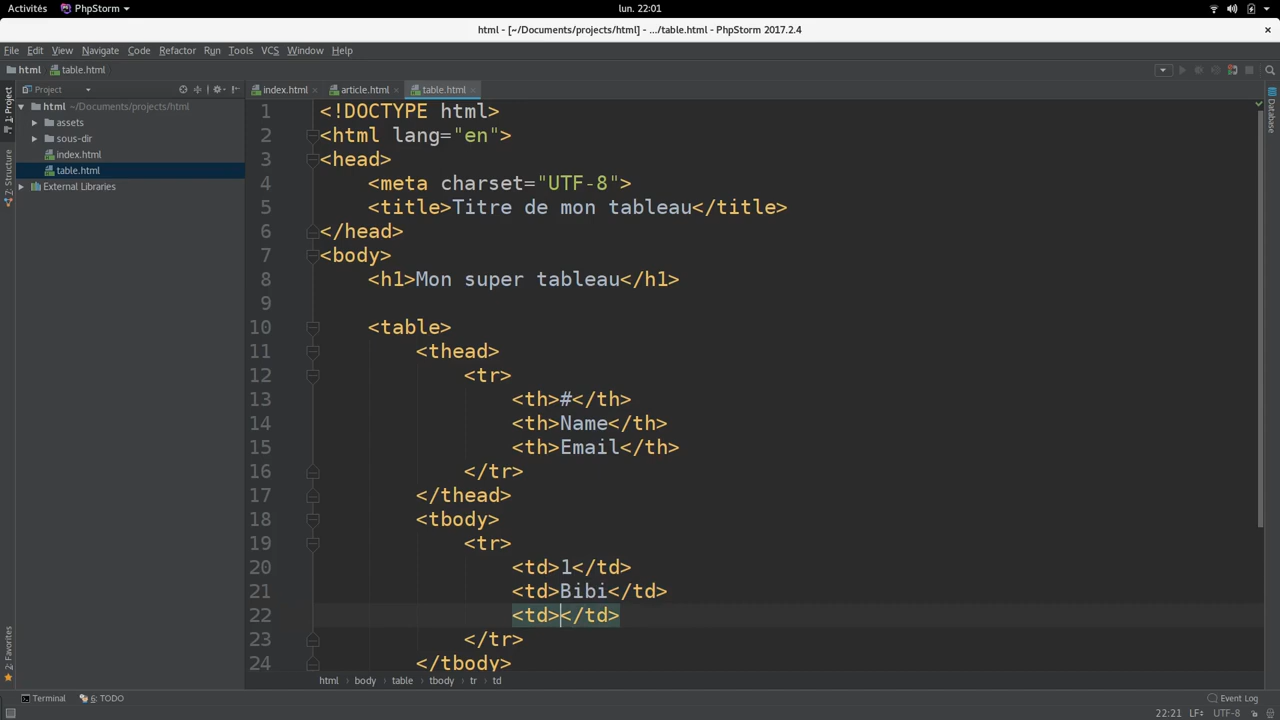 Activités PhpStorm lun. 22:01
html - [~/Documents/projects/html] - .../table.html - PhpStorm 2017.2.4
File Edit View Navigate Code Refactor Run Tools VCS Window Help
html table.html
Project
index.html article.html table.html
1: Project
7: Structure
2: Favorites
Database
html ~/Documents/projects/html
assets
sous-dir
index.html
table.html
External Libraries
1 <!DOCTYPE html>
2 <html lang="en">
3 <head>
4 <meta charset="UTF-8">
5 <title>Titre de mon tableau</title>
6 </head>
7 <body>
8 <h1>Mon super tableau</h1>
9
10 <table>
11 <thead>
12 <tr>
13 <th>#</th>
14 <th>Name</th>
15 <th>Email</th>
16 </tr>
17 </thead>
18 <tbody>
19 <tr>
20 <td>1</td>
21 <td>Bibi</td>
22 <td></td>
23 </tr>
24 </tbody>
html body table tbody tr td
Terminal 6: TODO Event Log
22:21 LF UTF-8